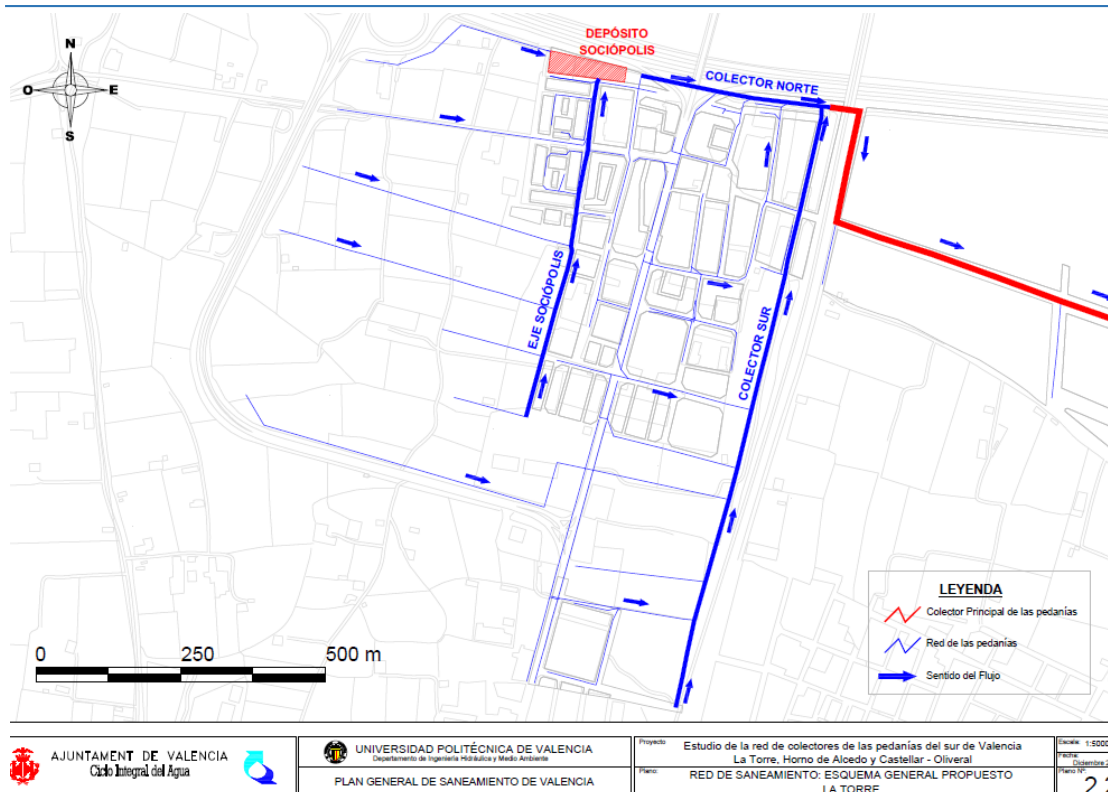 DEPÓSITO
SOCIÓPOLIS
COLECTOR NORTE
N
O
E
S
EJE SOCIÓPOLIS
COLECTOR SUR
LEYENDA
Colector Principal de las pedanías
Red de las pedanías
Sentido del Flujo
0 250 500 m
AJUNTAMENT DE VALENCIA
Ciclo Integral del Agua
UNIVERSIDAD POLITÉCNICA DE VALENCIA
Departamento de Ingeniería Hidráulica y Medio Ambiente
PLAN GENERAL DE SANEAMIENTO DE VALENCIA
Proyecto
Estudio de la red de colectores de las pedanías del sur de Valencia
La Torre, Horno de Alcedo y Castellar - Oliveral
Plano:
RED DE SANEAMIENTO: ESQUEMA GENERAL PROPUESTO
LA TORRE
Escala: 1:5000
Fecha:
Diciembre
Plano Nº